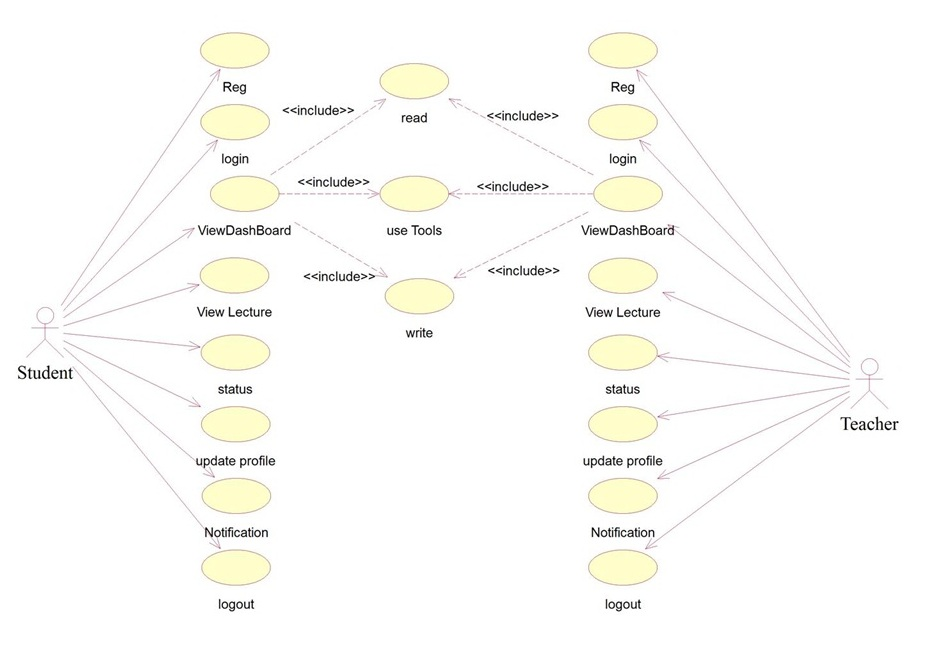 Reg
Reg
<<include>>
read
<<include>>
login
login
<<include>>
<<include>>
ViewDashBoard
use Tools
ViewDashBoard
<<include>>
<<include>>
View Lecture
View Lecture
write
Student
status
status
Teacher
update profile
update profile
Notification
Notification
logout
logout